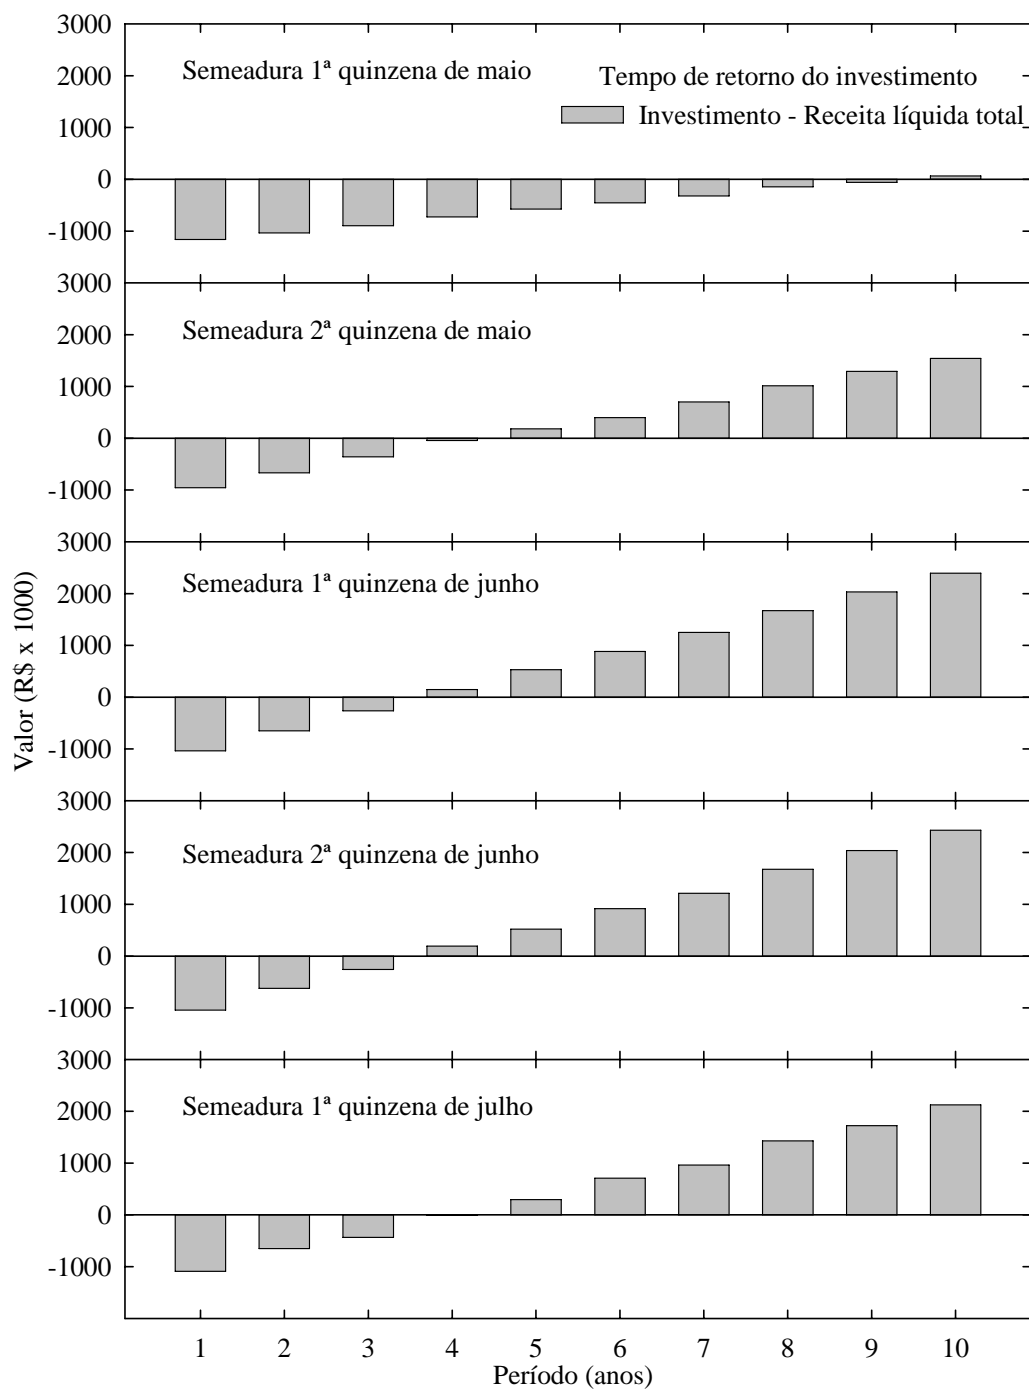 3000
Semeadura 1ª quinzena de maio
Tempo de retorno do investimento
Investimento - Receita líquida total
2000
1000
0
-1000
3000
Semeadura 2ª quinzena de maio
2000
1000
0
-1000
3000
Semeadura 1ª quinzena de junho
2000
1000
0
-1000
Valor (R$ x 1000)
3000
Semeadura 2ª quinzena de junho
2000
1000
0
-1000
3000
Semeadura 1ª quinzena de julho
2000
1000
0
-1000
1 2 3 4 5 6 7 8 9 10
Período (anos)